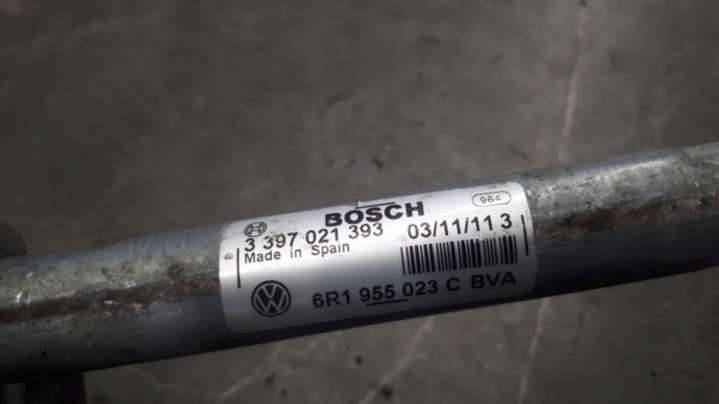 964
BOSCH
3 397 021 393 03/11/11 3
Made in Spain
6R1 955 023 C BVA